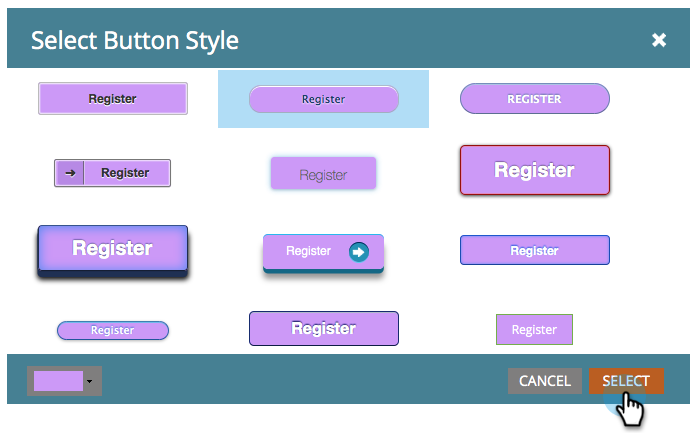 Select Button Style
Register
Register
REGISTER
Register
Register
Register
Register
Register
Register
Register
Register
Register
CANCEL
SELECT